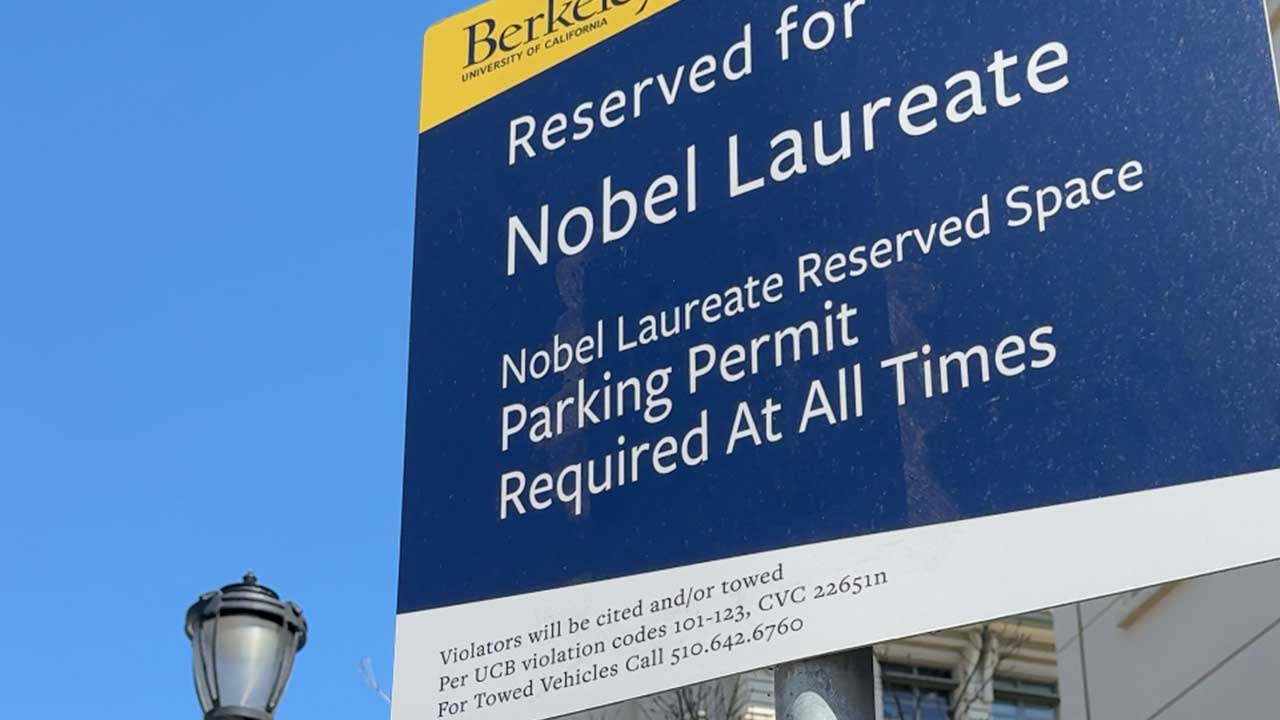 Berkeley
UNIVERSITY OF CALIFORNIA
Reserved for
Nobel Laureate
Nobel Laureate Reserved Space
Parking Permit
Required At All Times
Violators will be cited and/or towed
Per UCB violation codes 101-123, CVC 22651n
For Towed Vehicles Call 510.642.6760